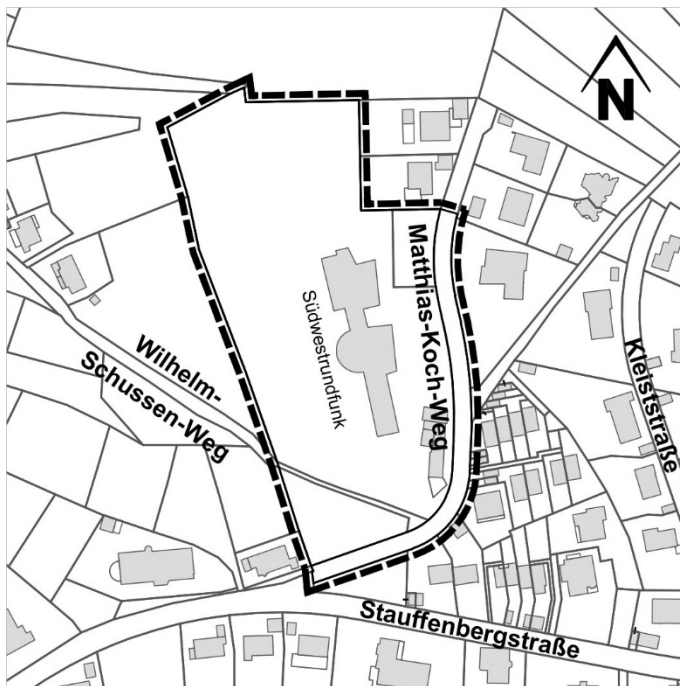 N
Matthias-Koch-Weg
Südwestrundfunk
Wilhelm-
Schussen-Weg
Kleiststraße
Stauffenbergstraße